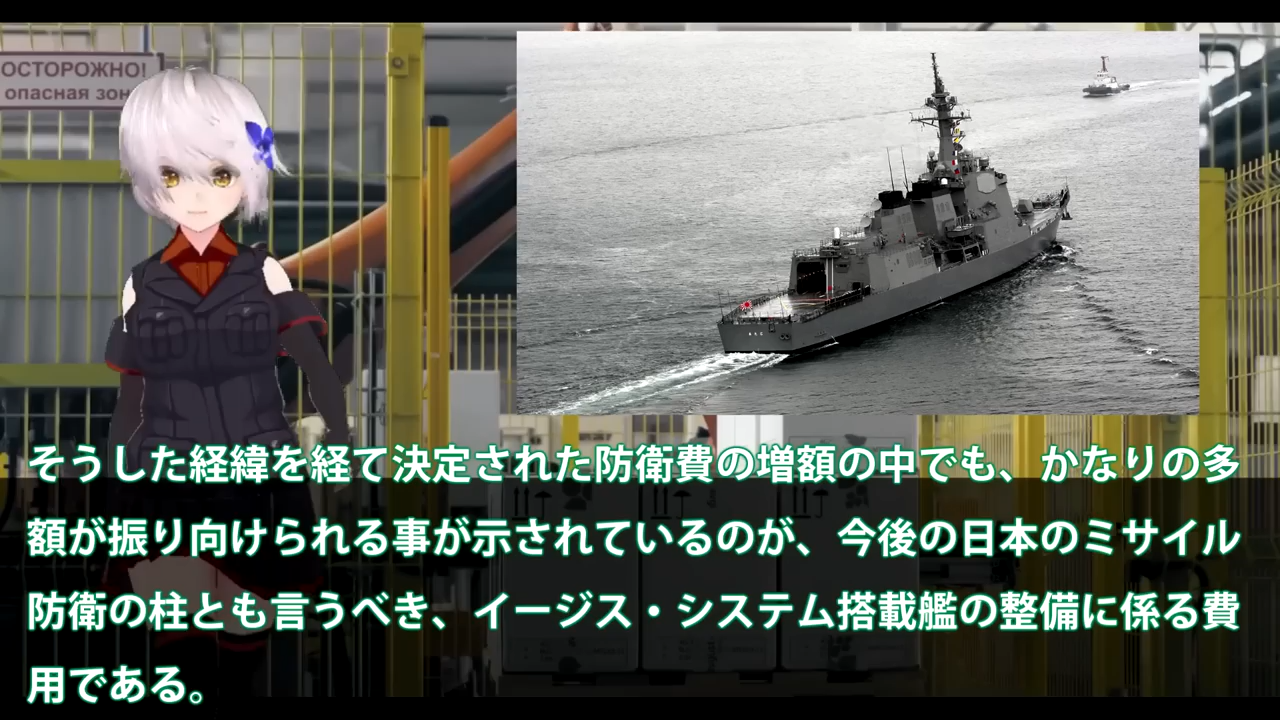 ОСТОРОЖНО!
опасная зон
そうした経緯を経て決定された防衛費の増額の中でも、かなりの多
額が振り向けられる事が示されているのが、今後の日本のミサイル
防衛の柱とも言うべき、イージス・システム搭載艦の整備に係る費
用である。